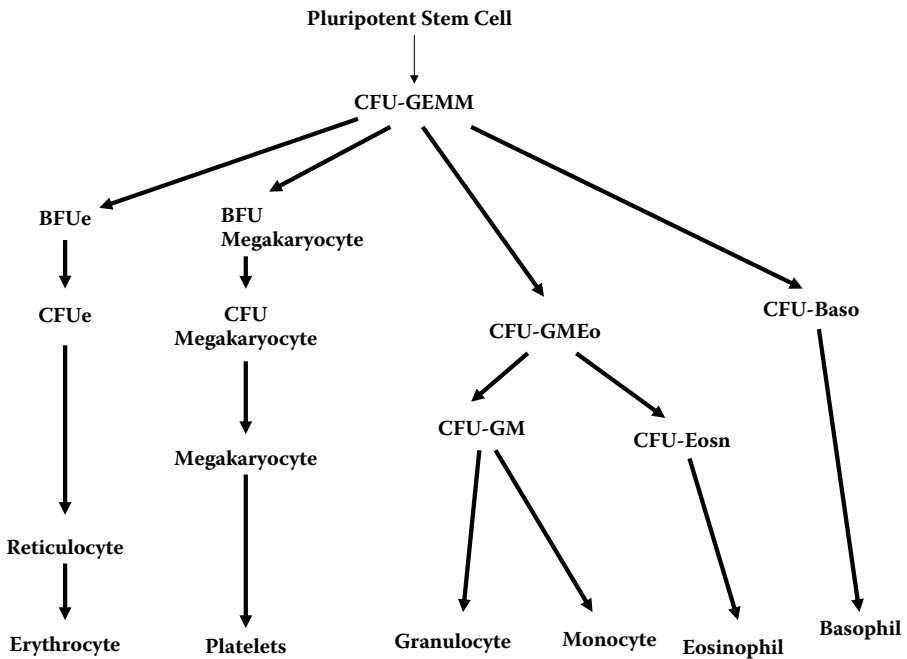 Pluripotent Stem Cell
CFU-GEMM
BFUe
BFU
Megakaryocyte
CFUe
CFU
Megakaryocyte
CFU-GMEo
CFU-Baso
CFU-GM
CFU-Eosn
Megakaryocyte
Reticulocyte
Erythrocyte
Platelets
Granulocyte
Monocyte
Eosinophil
Basophil